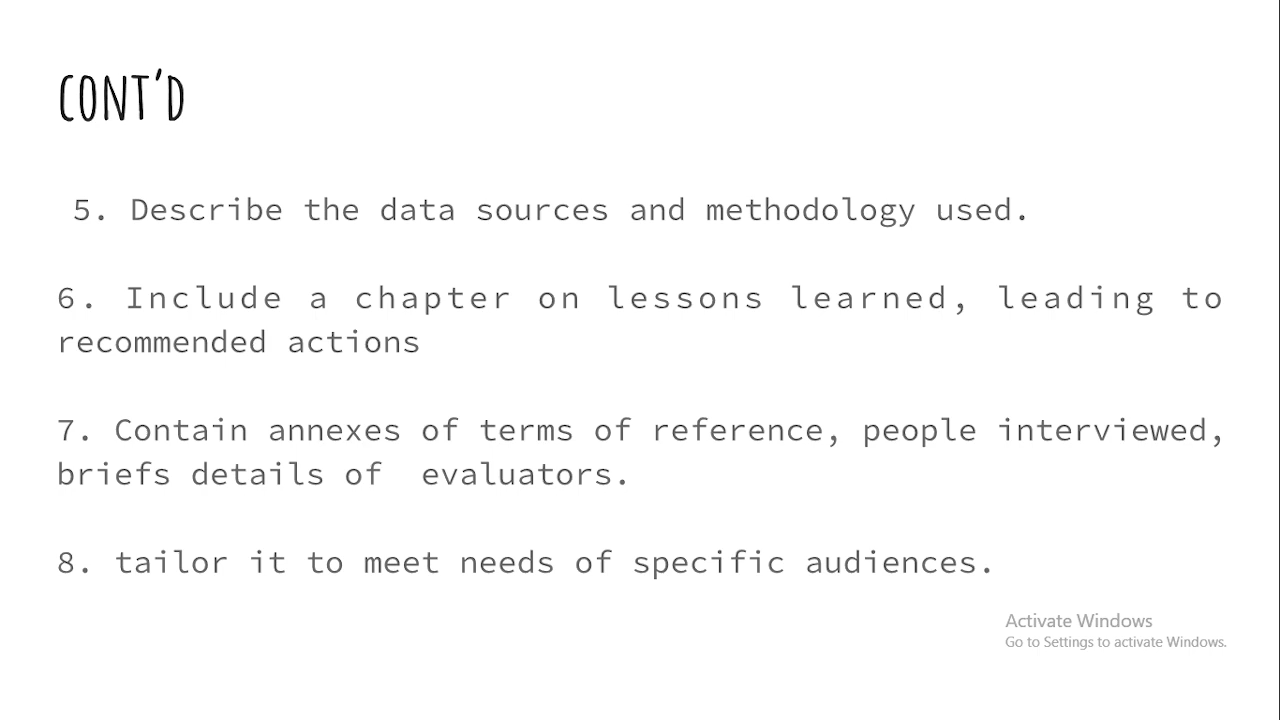 CONT'D
5. Describe the data sources and methodology used.
6. Include a chapter on lessons learned, leading to
recommended actions
7. Contain annexes of terms of reference, people interviewed,
briefs details of  evaluators.
8. tailor it to meet needs of specific audiences.
Activate Windows
Go to Settings to activate Windows.